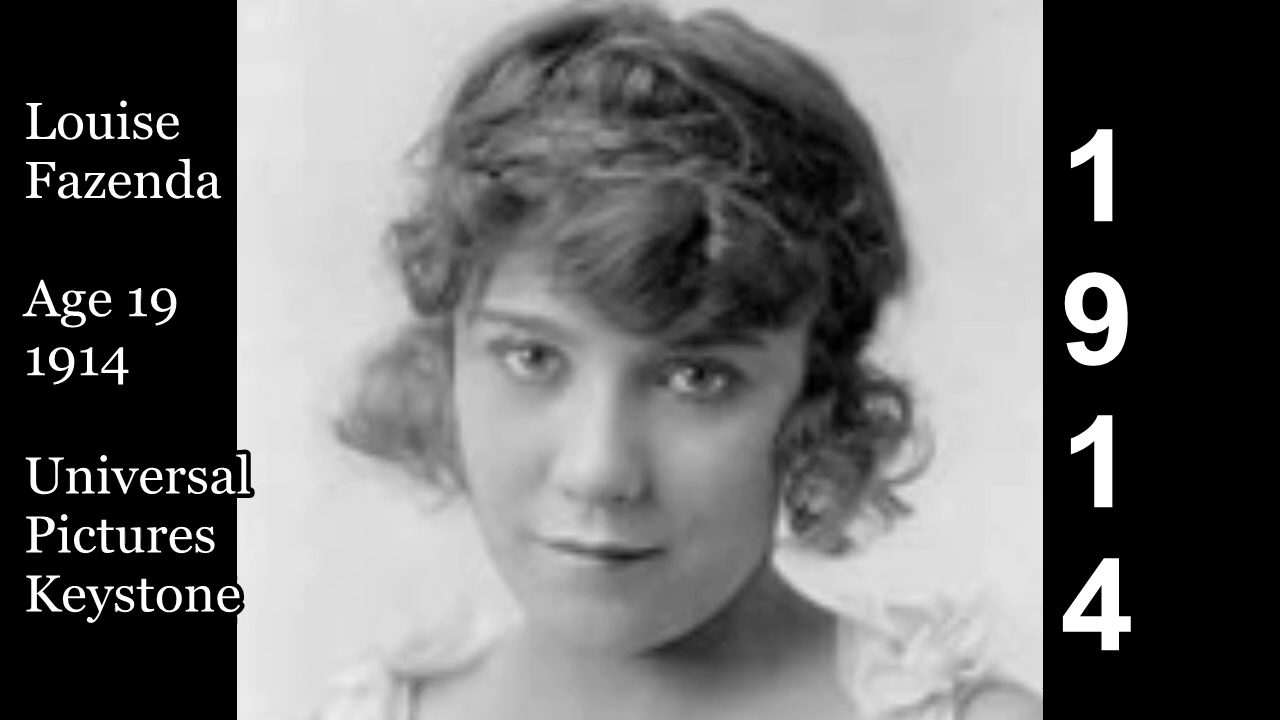 Louise
Fazenda
Age 19
1914
Universal
Pictures
Keystone
1
9
1
4